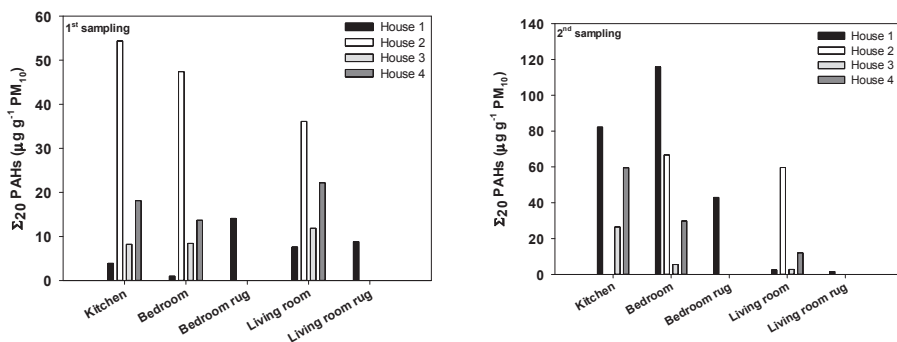 1st sampling
House 1
House 2
House 3
House 4
Σ20 PAHs (μg g-1 PM10)
60
50
40
30
20
10
0
Kitchen
Bedroom
Bedroom rug
Living room
Living room rug
2nd sampling
House 1
House 2
House 3
House 4
Σ20 PAHs (μg g-1 PM10)
140
120
100
80
60
40
20
0
Kitchen
Bedroom
Bedroom rug
Living room
Living room rug